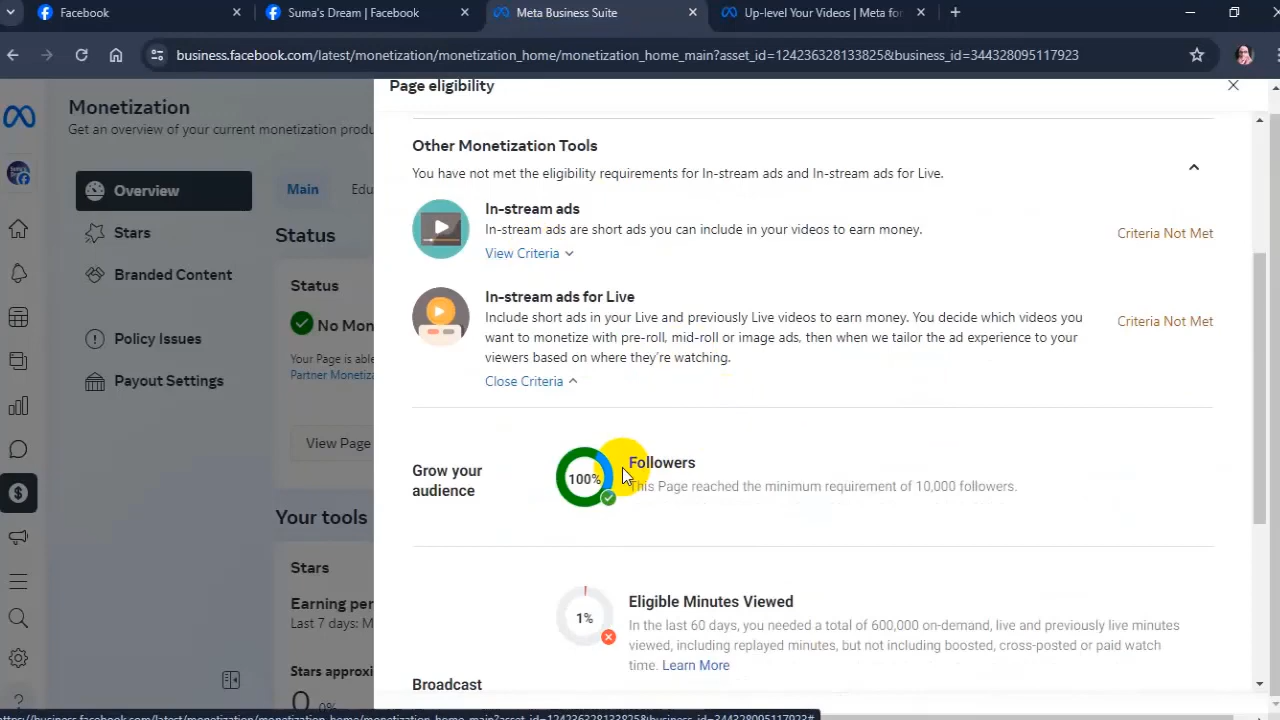 Facebook
Suma's Dream | Facebook
Meta Business Suite
Up-level Your Videos | Meta for
business.facebook.com/latest/monetization/monetization_home/monetization_home_main?asset_id=124236328133825&business_id=344328095117923
Monetization
Get an overview of your current monetization produ
Overview
Stars
Branded Content
Policy Issues
Payout Settings
Main
Edu
Status
Status
No Mon
Your Page is able
Partner Monetiza
View Page
Your tools
Stars
Earning per
Last 7 days: M
Stars approxi
0 0%
Page eligibility
Other Monetization Tools
You have not met the eligibility requirements for In-stream ads and In-stream ads for Live.
In-stream ads
In-stream ads are short ads you can include in your videos to earn money.
Criteria Not Met
View Criteria
In-stream ads for Live
Include short ads in your Live and previously Live videos to earn money. You decide which videos you
Criteria Not Met
want to monetize with pre-roll, mid-roll or image ads, then when we tailor the ad experience to your
viewers based on where they're watching.
Close Criteria
Grow your
audience
100%
Followers
This Page reached the minimum requirement of 10,000 followers.
1%
Eligible Minutes Viewed
In the last 60 days, you needed a total of 600,000 on-demand, live and previously live minutes
viewed, including replayed minutes, but not including boosted, cross-posted or paid watch
time. Learn More
Broadcast